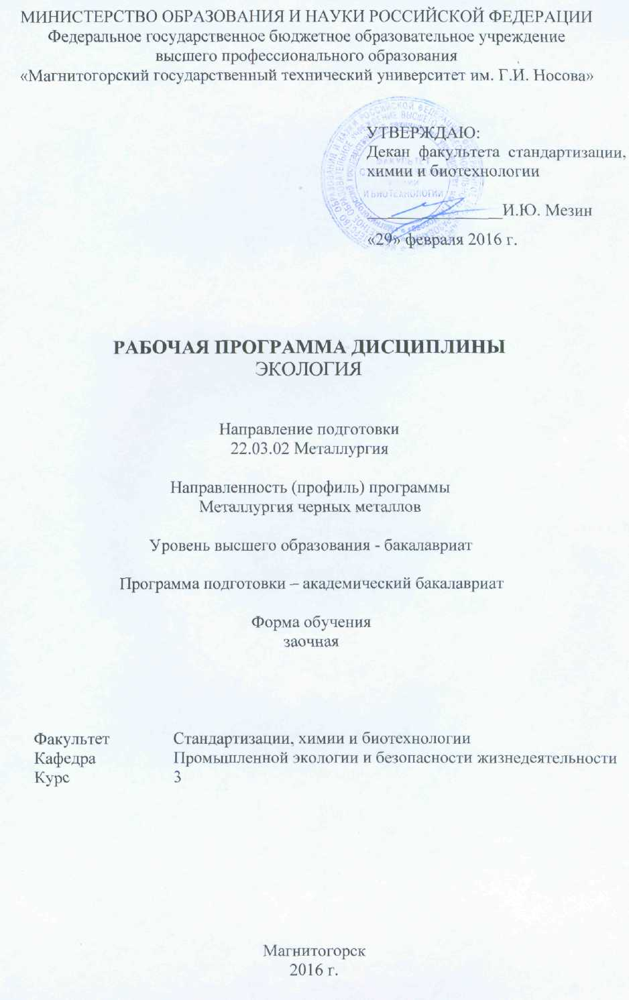 МИНИСТЕРСТВО ОБРАЗОВАНИЯ И НАУКИ РОССИЙСКОЙ ФЕДЕРАЦИИ
Федеральное государственное бюджетное образовательное учреждение
высшего профессионального образования
«Магнитогорский государственный технический университет им. Г.И. Носова»
УТВЕРЖДАЮ:
Декан факультета стандартизации,
химии и биотехнологии
И.Ю. Мезин
«29» февраля 2016 г.
ФАКУЛЬТЕТ
И БИОТЕХНОЛОГИИ
РАБОЧАЯ ПРОГРАММА ДИСЦИПЛИНЫ
ЭКОЛОГИЯ
Направление подготовки
22.03.02 Металлургия
Направленность (профиль) программы
Металлургия черных металлов
Уровень высшего образования - бакалавриат
Программа подготовки – академический бакалавриат
Форма обучения
заочная
Факультет Стандартизации, химии и биотехнологии
Кафедра Промышленной экологии и безопасности жизнедеятельности
Курс 3
Магнитогорск
2016 г.